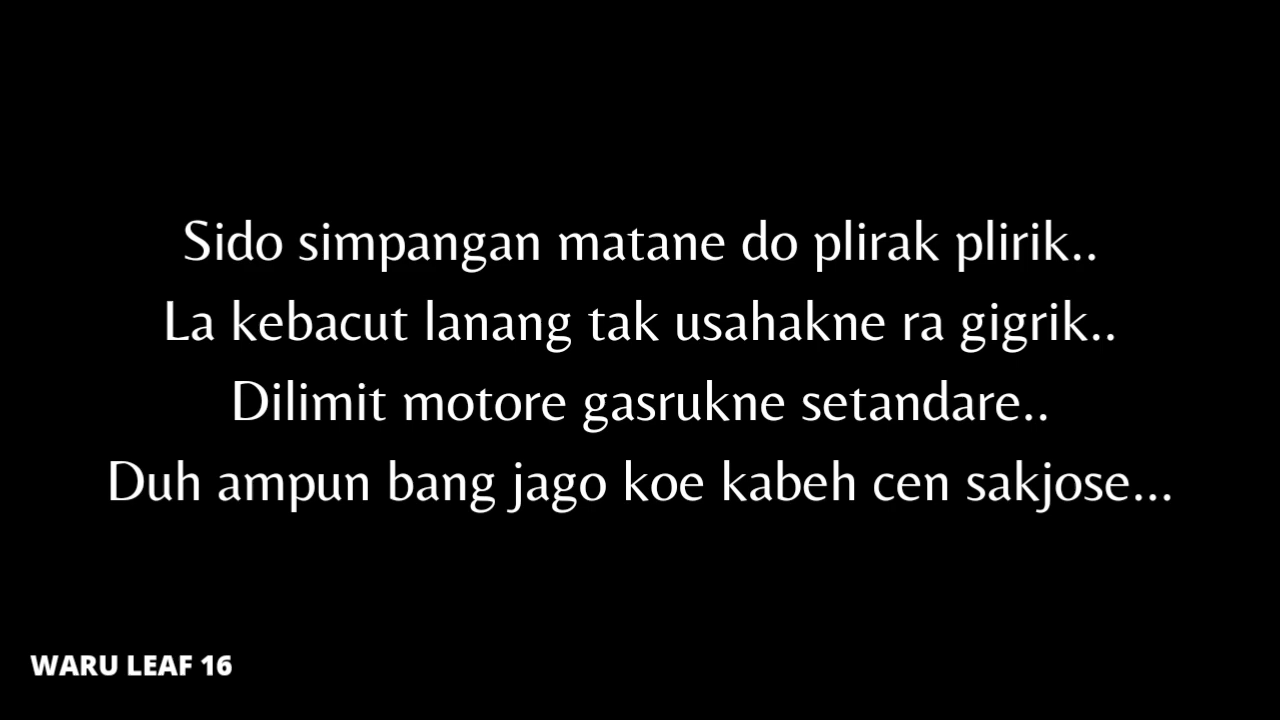 Sido simpangan matane do plirak plirik..
La kebacut lanang tak usahakne ra gigrik..
Dilimit motore gasrukne setandare..
Duh ampun bang jago koe kabeh cen sakjose...
WARU LEAF 16